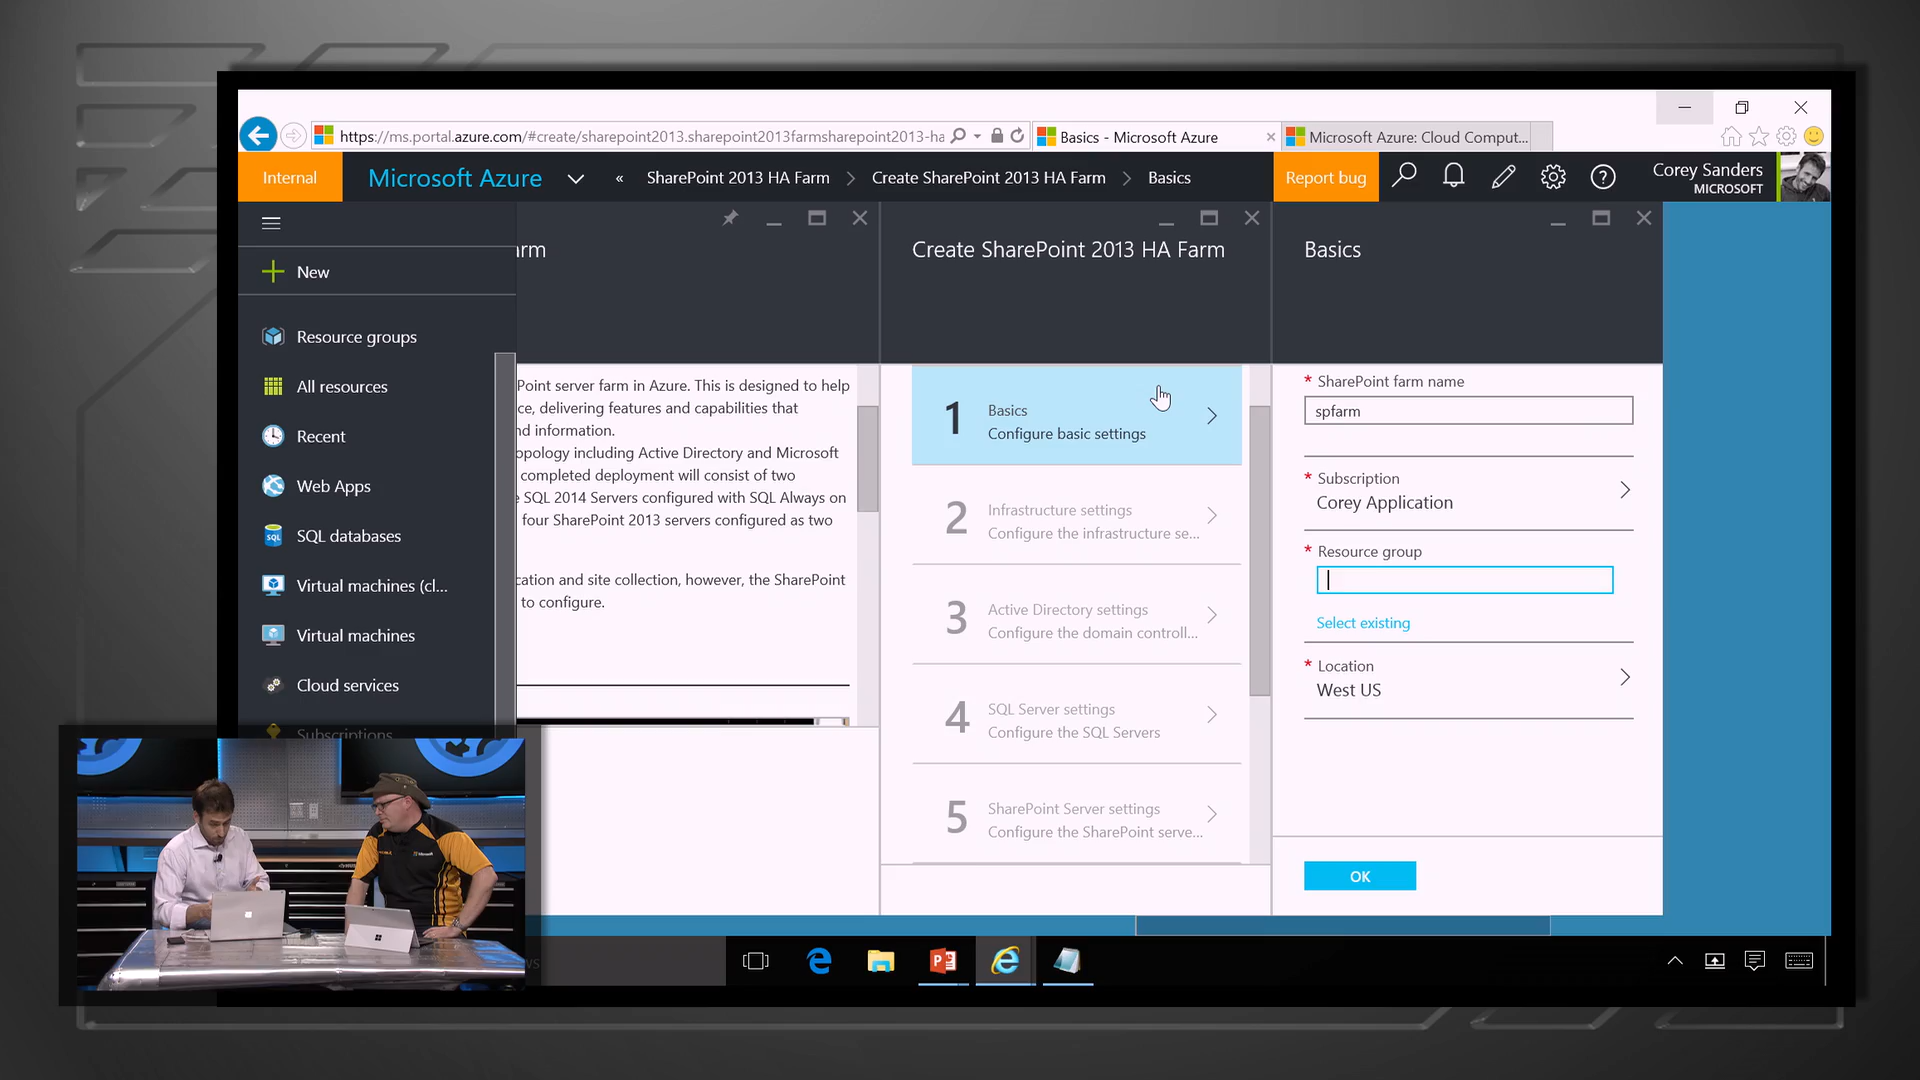 https://ms.portal.azure.com/#create/sharepoint2013.sharepoint2013farmsharepoint2013-ha
Basics - Microsoft Azure
Microsoft Azure: Cloud Comput...
Internal
Microsoft Azure
«
SharePoint 2013 HA Farm
Create SharePoint 2013 HA Farm
Basics
Report bug
Corey Sanders
MICROSOFT
New
Resource groups
All resources
Recent
Web Apps
SQL databases
Virtual machines (cl...
Virtual machines
Cloud services
Subscriptions
rm
Point server farm in Azure. This is designed to help
ce, delivering features and capabilities that
nd information.
opology including Active Directory and Microsoft
completed deployment will consist of two
e SQL 2014 Servers configured with SQL Always on
four SharePoint 2013 servers configured as two
cation and site collection, however, the SharePoint
to configure.
Create SharePoint 2013 HA Farm
1
Basics
Configure basic settings
2
Infrastructure settings
Configure the infrastructure se...
3
Active Directory settings
Configure the domain controll...
4
SQL Server settings
Configure the SQL Servers
5
SharePoint Server settings
Configure the SharePoint serve...
Basics
* SharePoint farm name
spfarm
* Subscription
Corey Application
* Resource group
Select existing
* Location
West US
OK